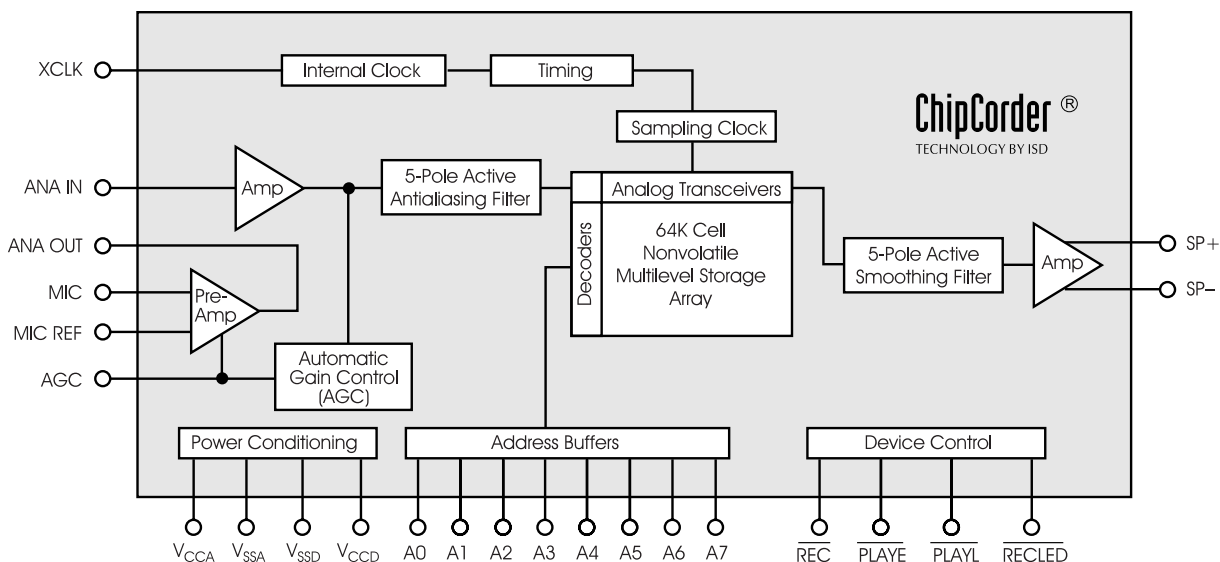 XCLK
Internal Clock
Timing
Sampling Clock
ChipCorder ®
TECHNOLOGY BY ISD
ANA IN
Amp
5-Pole Active
Antialiasing Filter
Analog Transceivers
Decoders
64K Cell
Nonvolatile
Multilevel Storage
Array
5-Pole Active
Smoothing Filter
Amp
SP+
SP–
ANA OUT
MIC
Pre-
Amp
MIC REF
AGC
Automatic
Gain Control
(AGC)
Power Conditioning
Address Buffers
Device Control
VCCA VSSA VSSD VCCD A0 A1 A2 A3 A4 A5 A6 A7 REC PLAYE PLAYL RECLED